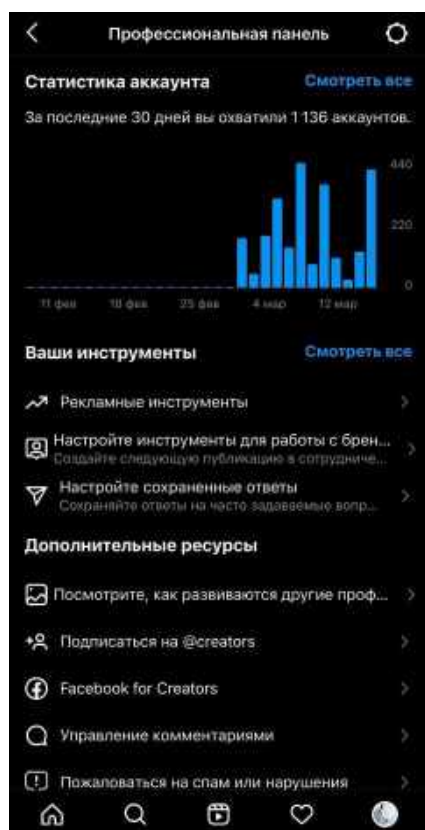 Профессиональная панель
Статистика аккаунта Смотреть все
За последние 30 дней вы охватили 1 136 аккаунтов.
440
220
0
11 фев 18 фев 25 фев 4 мар 12 мар
Ваши инструменты Смотреть все
Рекламные инструменты
Настройте инструменты для работы с брен...
Создайте следующую публикацию в сотрудниче...
Настройте сохраненные ответы
Сохраняйте ответы на часто задаваемые вопр...
Дополнительные ресурсы
Посмотрите, как развиваются другие проф...
Подписаться на @creators
Facebook for Creators
Управление комментариями
Пожаловаться на спам или нарушения